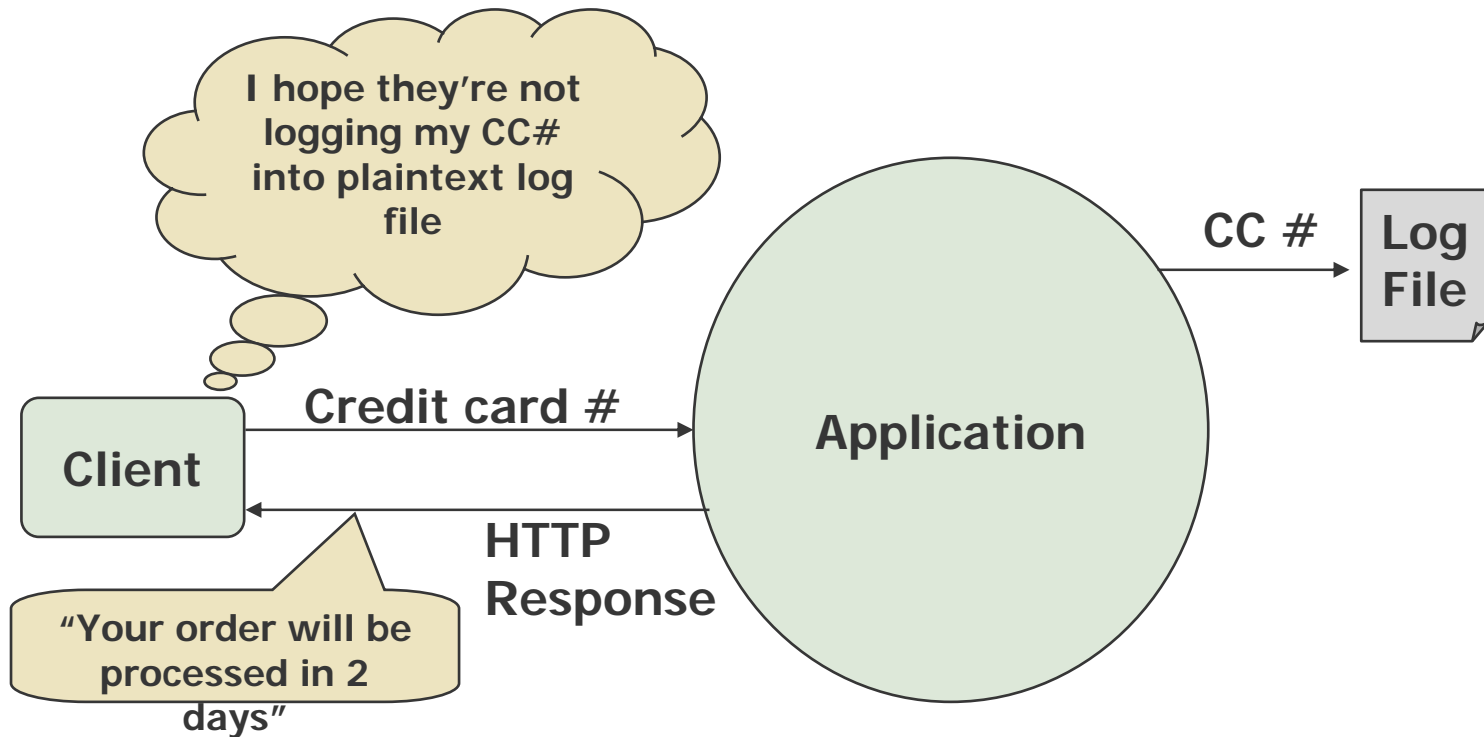 I hope they're not
logging my CC#
into plaintext log
file
CC #
Log
File
Credit card #
Client
Application
HTTP
Response
“Your order will be
processed in 2
days”